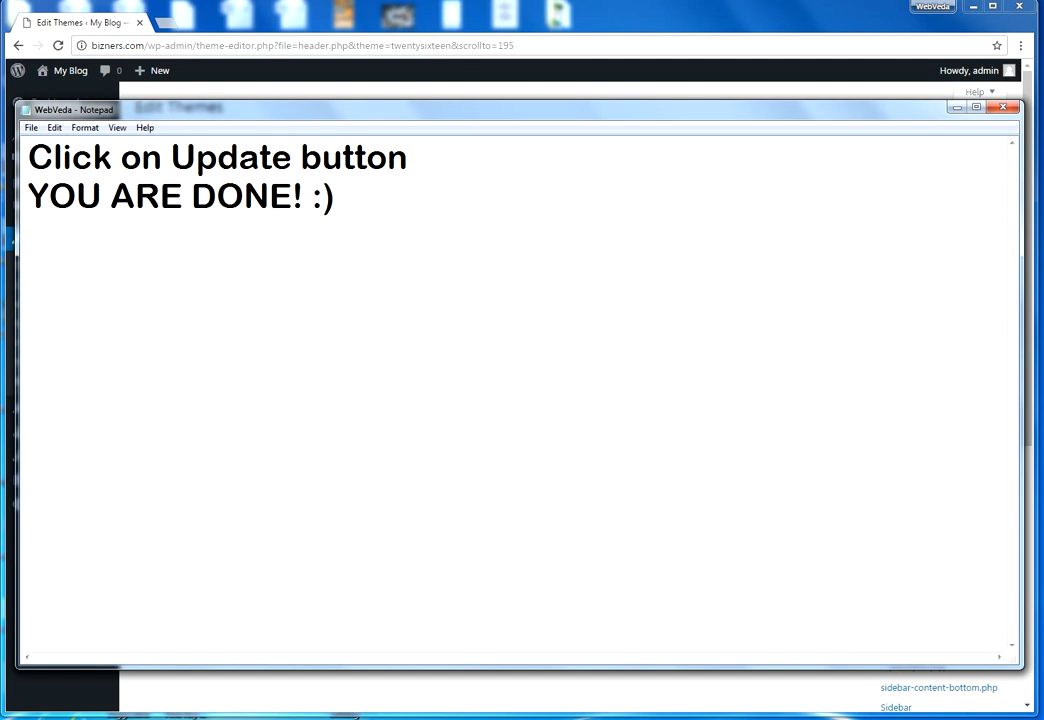 WebVeda
Edit Themes ‹ My Blog –
bizners.com/wp-admin/theme-editor.php?file=header.php&theme=twentysixteen&scrollto=195
My Blog 0 New Howdy, admin
Help
Edit Themes
WebVeda - Notepad
File Edit Format View Help
Click on Update button
YOU ARE DONE! :)
sidebar-content-bottom.php
Sidebar